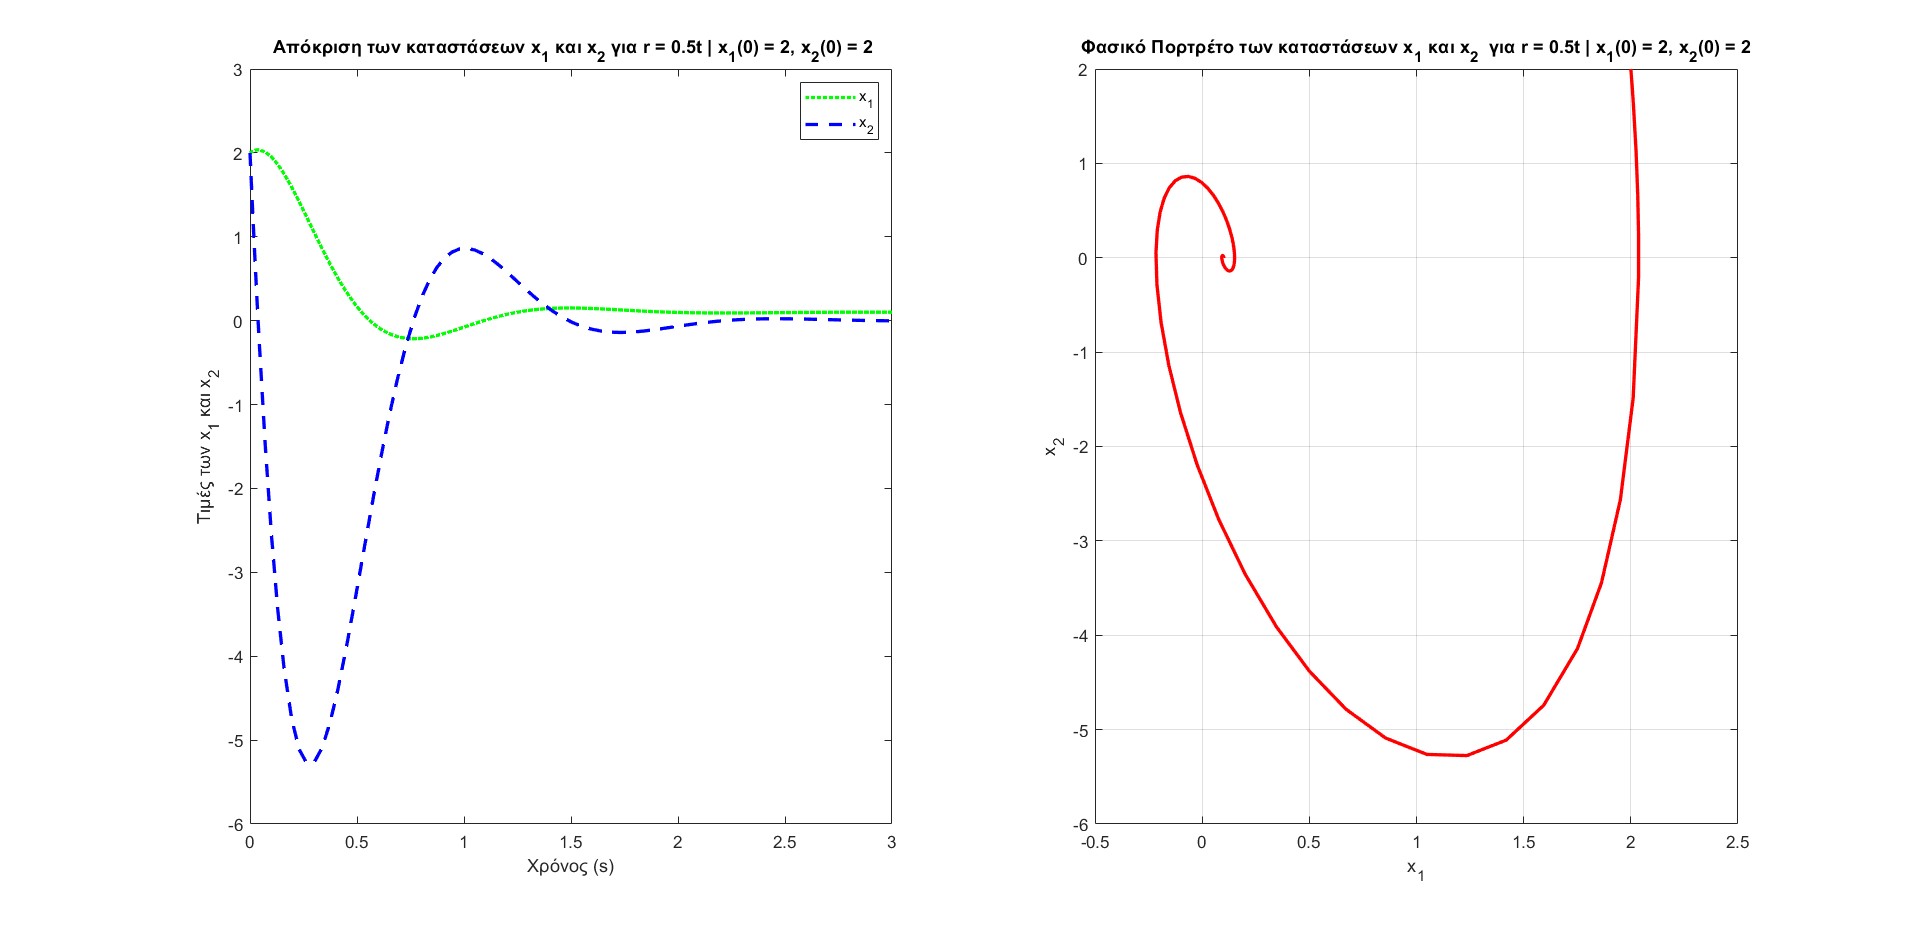 Απόκριση των καταστάσεων x₁ και x₂ για r = 0.5t | x₁(0) = 2, x₂(0) = 2
3
2
1
0
-1
-2
-3
-4
-5
-6
Τιμές των x₁ και x₂
x₁
x₂
0 0.5 1 1.5 2 2.5 3
Χρόνος (s)
Φασικό Πορτρέτο των καταστάσεων x₁ και x₂ για r = 0.5t | x₁(0) = 2, x₂(0) = 2
2
1
0
-1
-2
-3
-4
-5
-6
x₂
-0.5 0 0.5 1 1.5 2 2.5
x₁